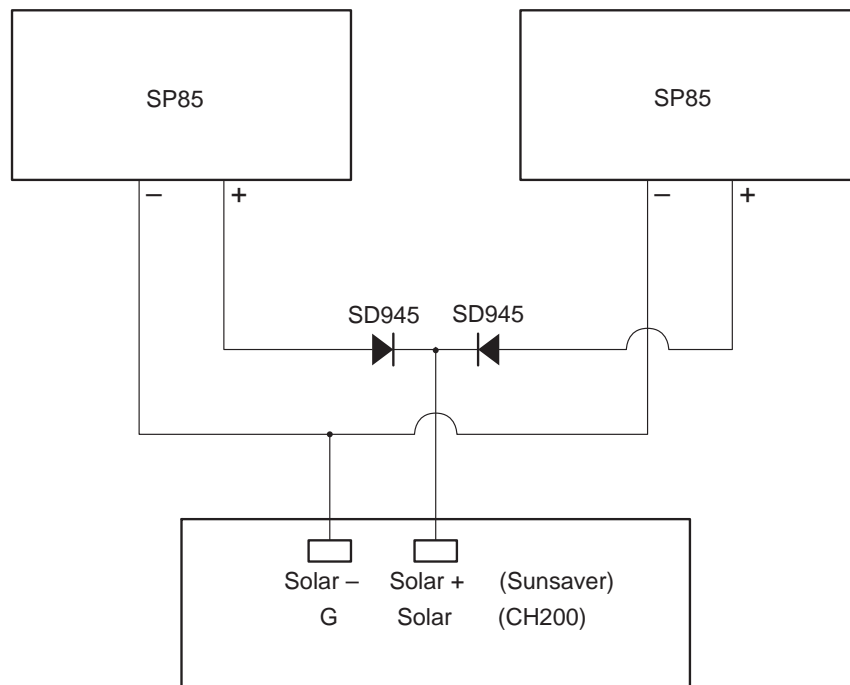 SP85 SP85
– + – +
SD945 SD945
Solar – Solar + (Sunsaver)
G Solar (CH200)